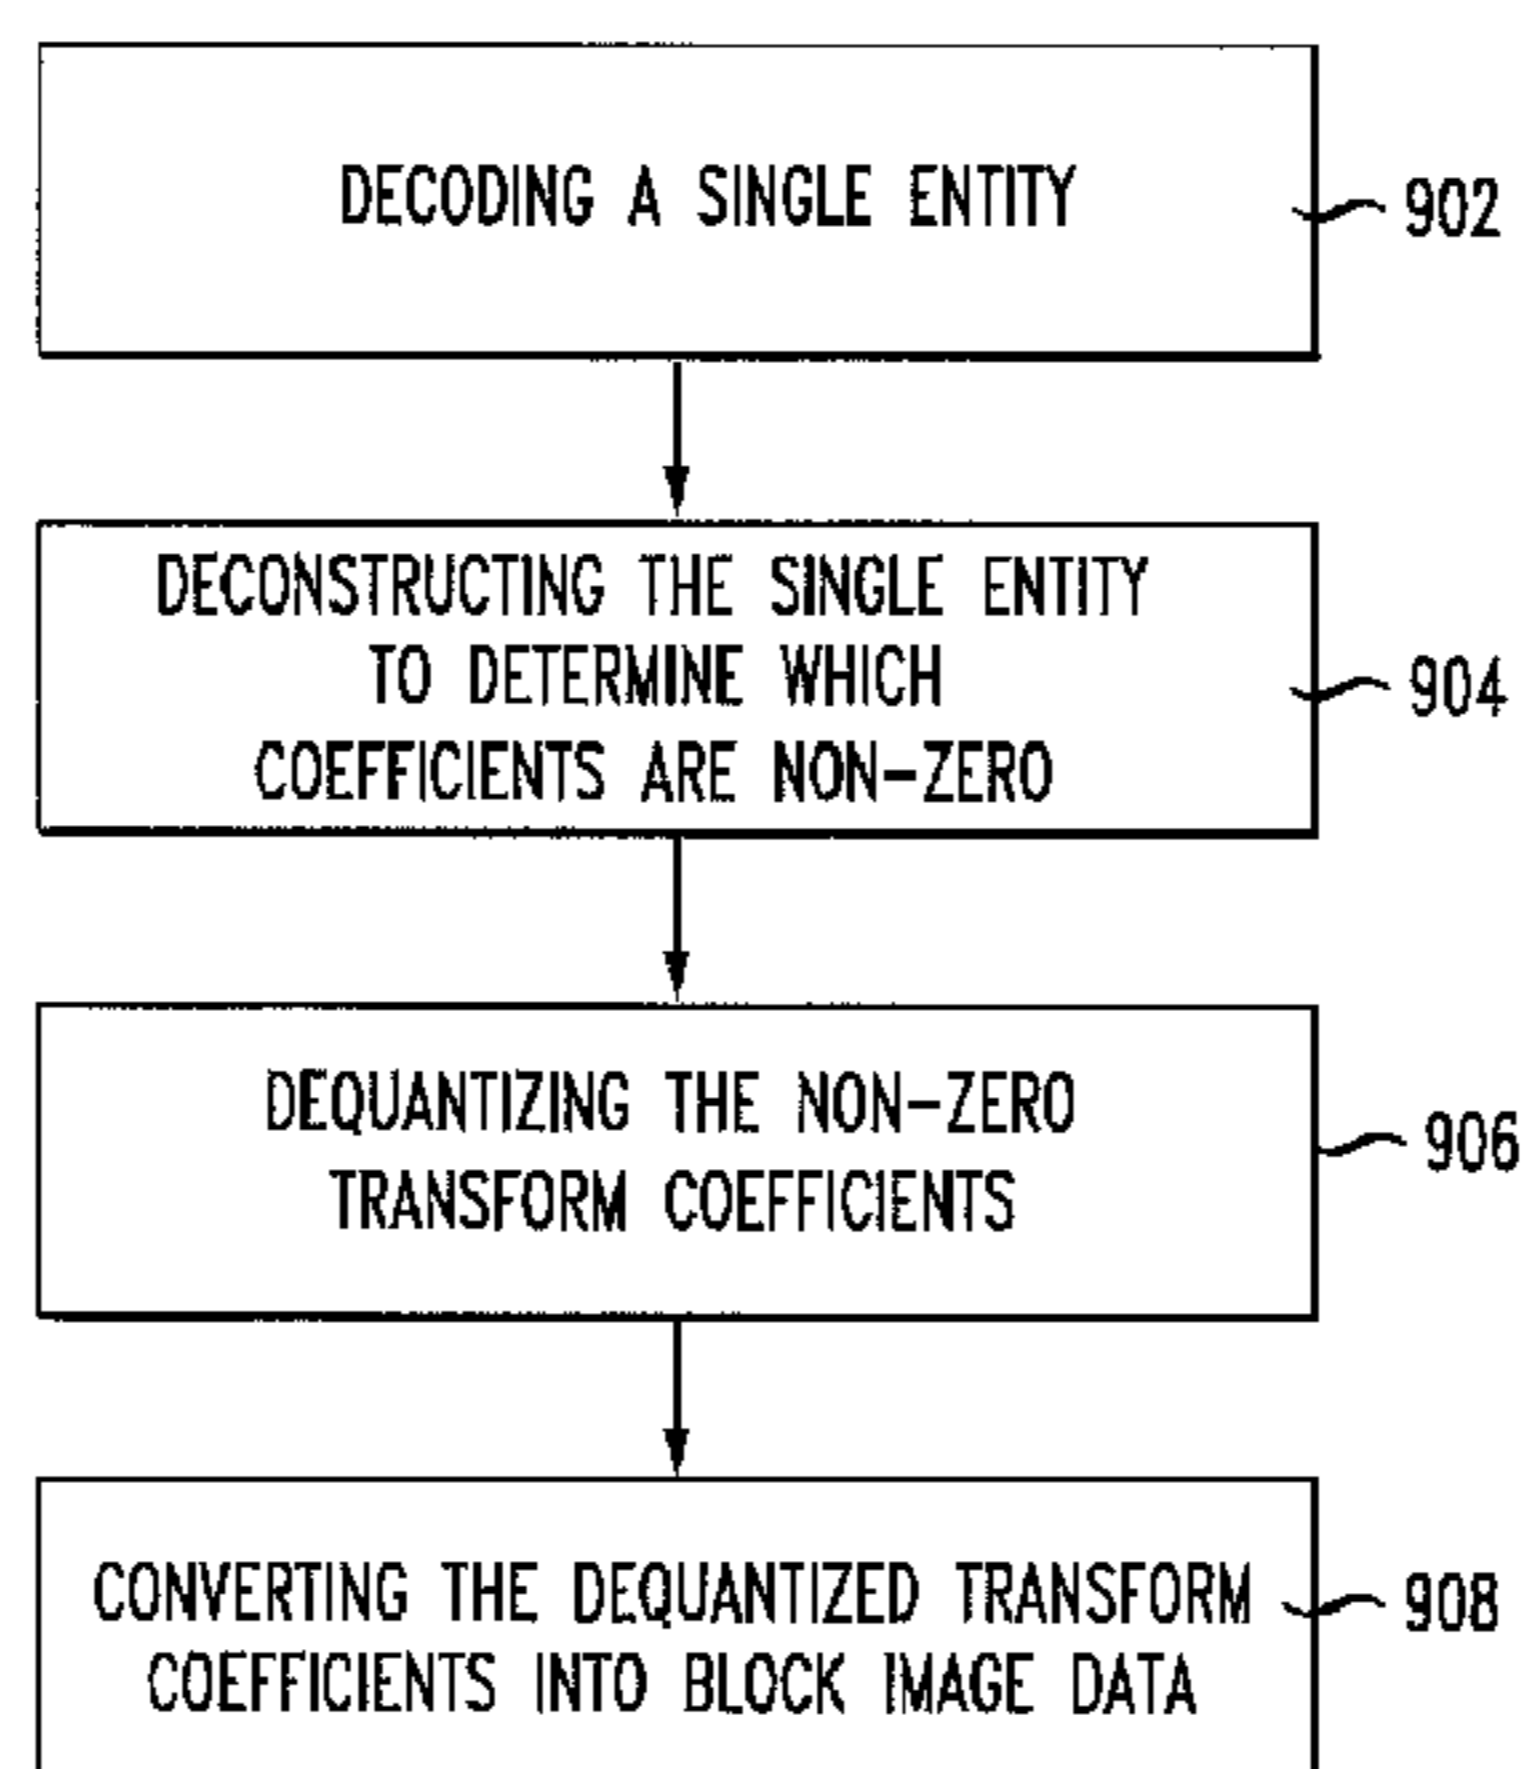 DECODING A SINGLE ENTITY
902
DECONSTRUCTING THE SINGLE ENTITY
TO DETERMINE WHICH
COEFFICIENTS ARE NON-ZERO
904
DEQUANTIZING THE NON-ZERO
TRANSFORM COEFFICIENTS
906
CONVERTING THE DEQUANTIZED TRANSFORM
COEFFICIENTS INTO BLOCK IMAGE DATA
908